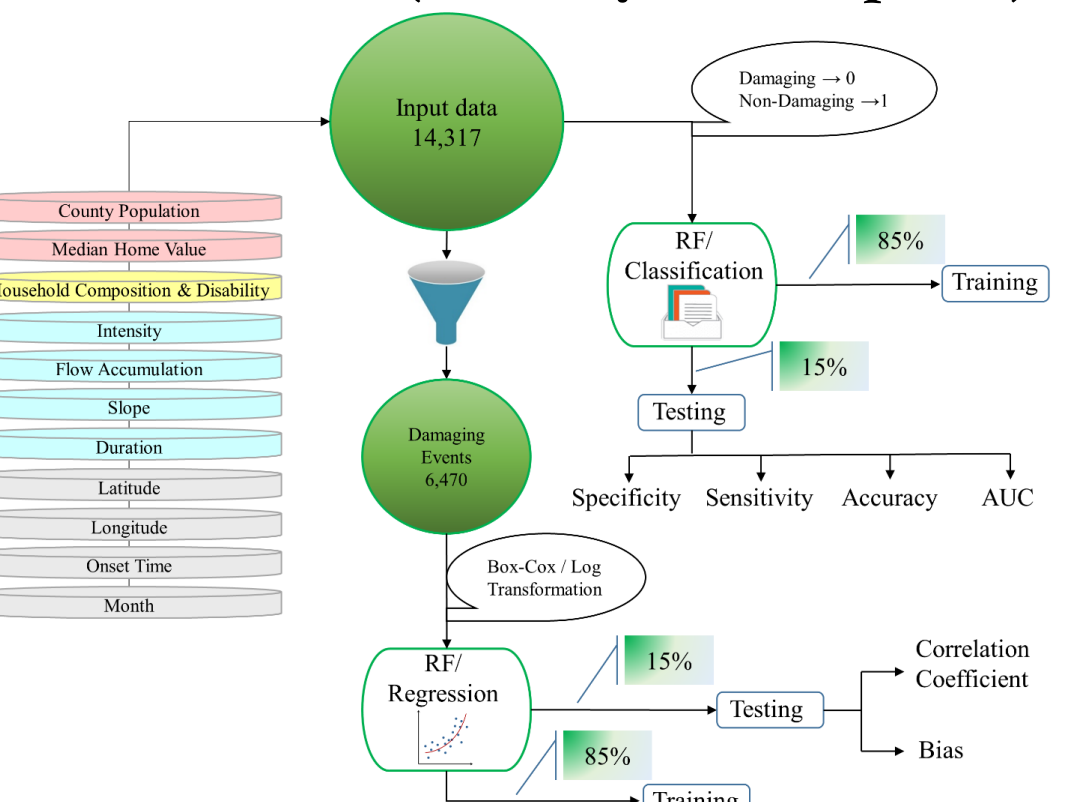 Input data
14,317
Damaging → 0
Non-Damaging →1
County Population
Median Home Value
Household Composition & Disability
Intensity
Flow Accumulation
Slope
Duration
Latitude
Longitude
Onset Time
Month
RF/
Classification
85%
Training
15%
Testing
Specificity
Sensitivity
Accuracy
AUC
Damaging
Events
6,470
Box-Cox / Log
Transformation
RF/
Regression
15%
Testing
Correlation
Coefficient
Bias
85%
Training